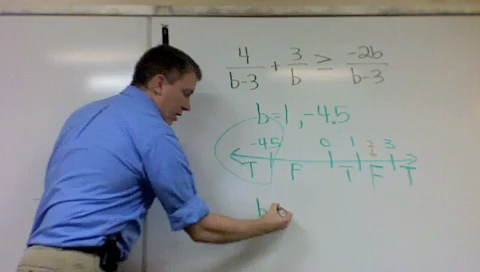 4/(b-3) + 3/b ≥ -2b/(b-3)
b=1, -4.5
-4.5 0 1 2 3
T F T F T
b